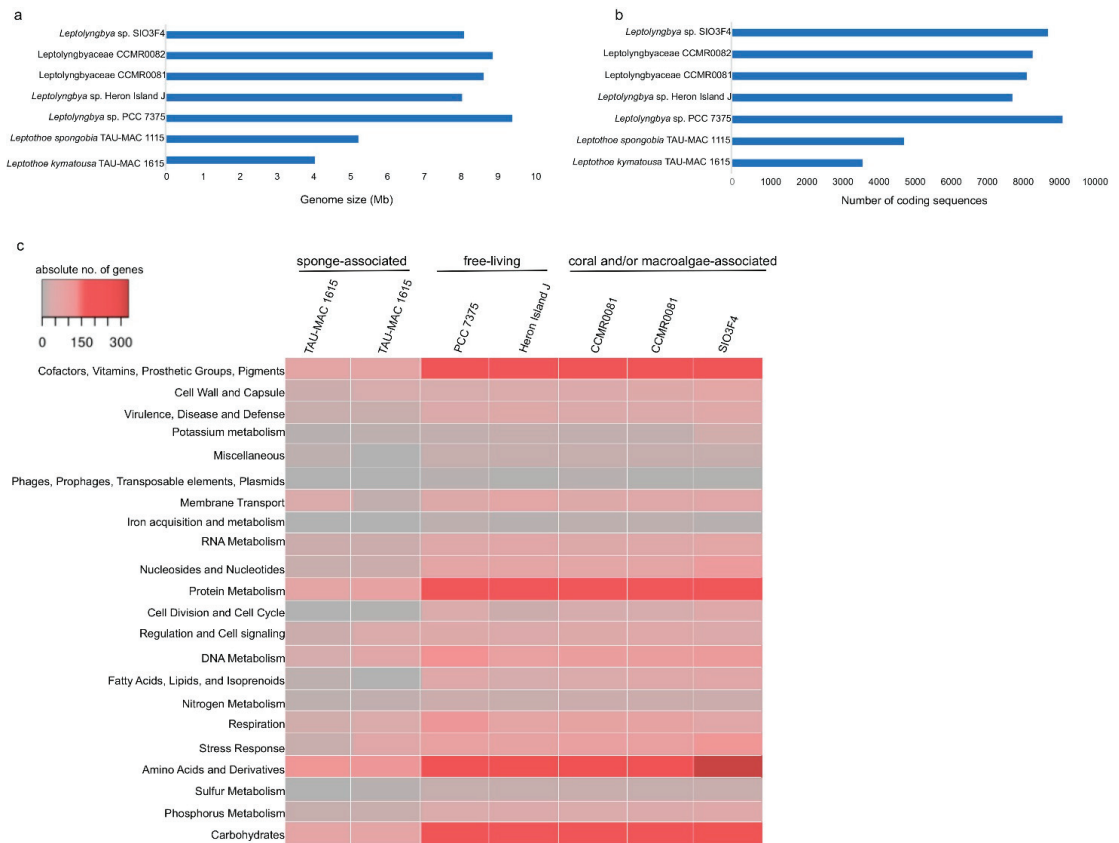 a
Leptolyngbya sp. SIO3F4
Leptolyngbyaceae CCMR0082
Leptolyngbyaceae CCMR0081
Leptolyngbya sp. Heron Island J
Leptolyngbya sp. PCC 7375
Leptothoe spongobia TAU-MAC 1115
Leptothoe kymatousa TAU-MAC 1615
0 1 2 3 4 5 6 7 8 9 10
Genome size (Mb)
b
Leptolyngbya sp. SIO3F4
Leptolyngbyaceae CCMR0082
Leptolyngbyaceae CCMR0081
Leptolyngbya sp. Heron Island J
Leptolyngbya sp. PCC 7375
Leptothoe spongobia TAU-MAC 1115
Leptothoe kymatousa TAU-MAC 1615
0 1000 2000 3000 4000 5000 6000 7000 8000 9000 10000
Number of coding sequences
c
absolute no. of genes
0 150 300
sponge-associated free-living coral and/or macroalgae-associated
TAU-MAC 1615
TAU-MAC 1615
PCC 7375
Heron Island J
CCMR0081
CCMR0081
SIO3F4
Cofactors, Vitamins, Prosthetic Groups, Pigments
Cell Wall and Capsule
Virulence, Disease and Defense
Potassium metabolism
Miscellaneous
Phages, Prophages, Transposable elements, Plasmids
Membrane Transport
Iron acquisition and metabolism
RNA Metabolism
Nucleosides and Nucleotides
Protein Metabolism
Cell Division and Cell Cycle
Regulation and Cell signaling
DNA Metabolism
Fatty Acids, Lipids, and Isoprenoids
Nitrogen Metabolism
Respiration
Stress Response
Amino Acids and Derivatives
Sulfur Metabolism
Phosphorus Metabolism
Carbohydrates